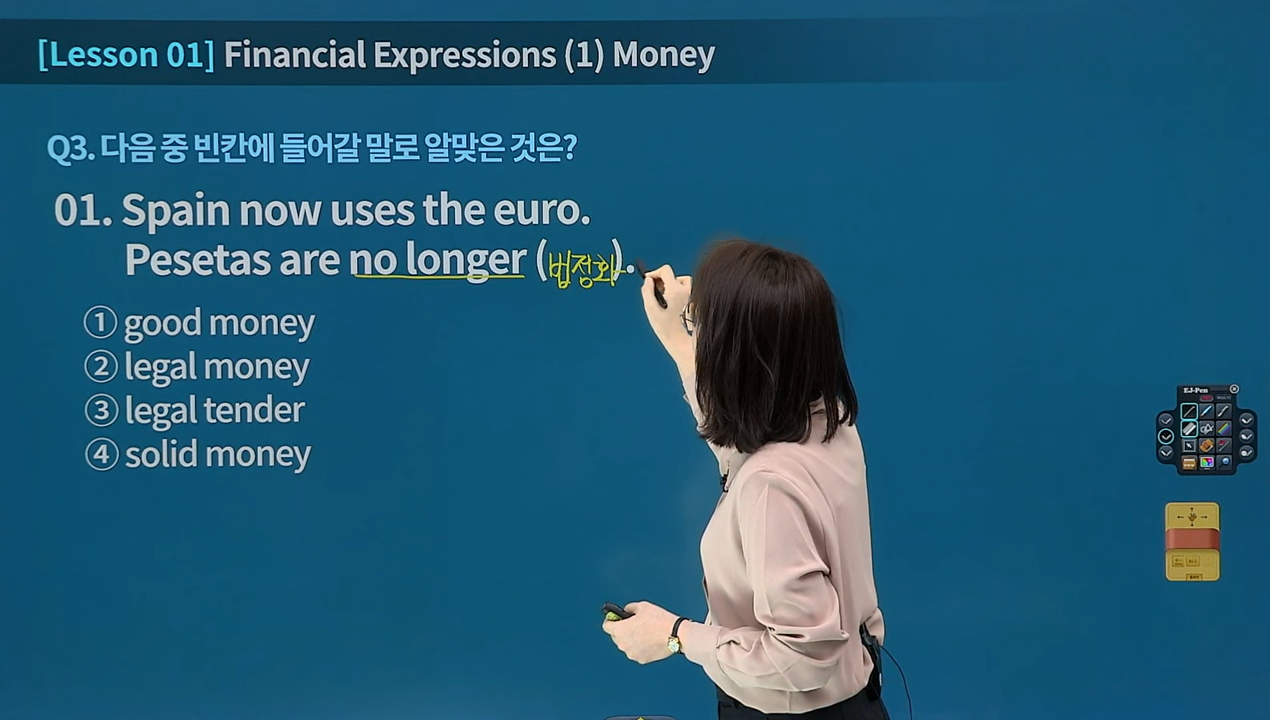 [Lesson 01] Financial Expressions (1) Money
Q3. 다음 중 빈칸에 들어갈 말로 알맞은 것은?
01. Spain now uses the euro.
Pesetas are no longer (법정화).
① good money
② legal money
③ legal tender
④ solid money
EJ-Pen